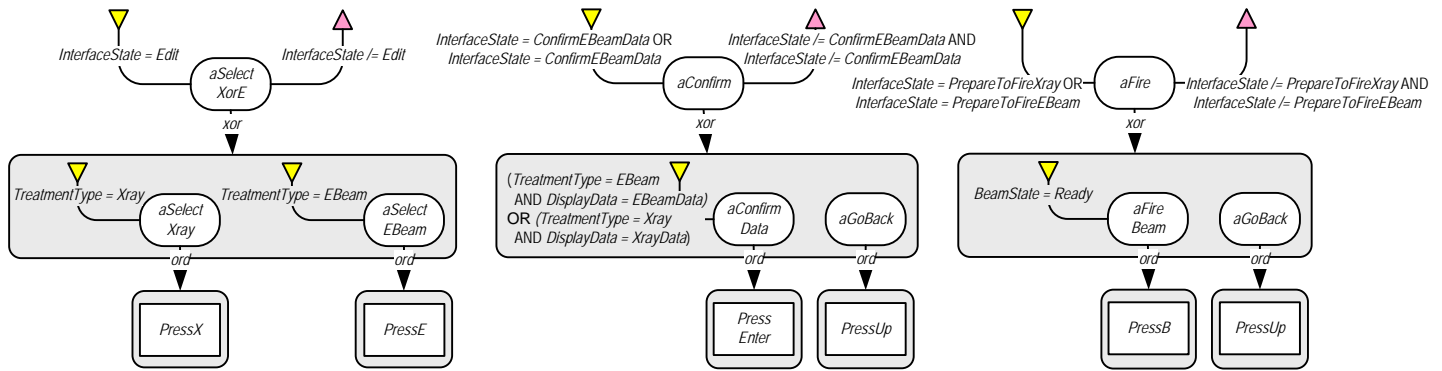 InterfaceState = Edit
InterfaceState /= Edit
aSelect
XorE
xor
TreatmentType = Xray
TreatmentType = EBeam
aSelect
Xray
aSelect
EBeam
ord
ord
PressX
PressE
InterfaceState = ConfirmEBeamData OR
InterfaceState = ConfirmEBeamData
InterfaceState /= ConfirmEBeamData AND
InterfaceState /= ConfirmEBeamData
aConfirm
xor
(TreatmentType = EBeam
AND DisplayData = EBeamData)
OR (TreatmentType = Xray
AND DisplayData = XrayData)
aConfirm
Data
aGoBack
ord
ord
Press
Enter
PressUp
InterfaceState = PrepareToFireXray OR
InterfaceState = PrepareToFireEBeam
aFire
InterfaceState /= PrepareToFireXray AND
InterfaceState /= PrepareToFireEBeam
xor
BeamState = Ready
aFire
Beam
aGoBack
ord
ord
PressB
PressUp